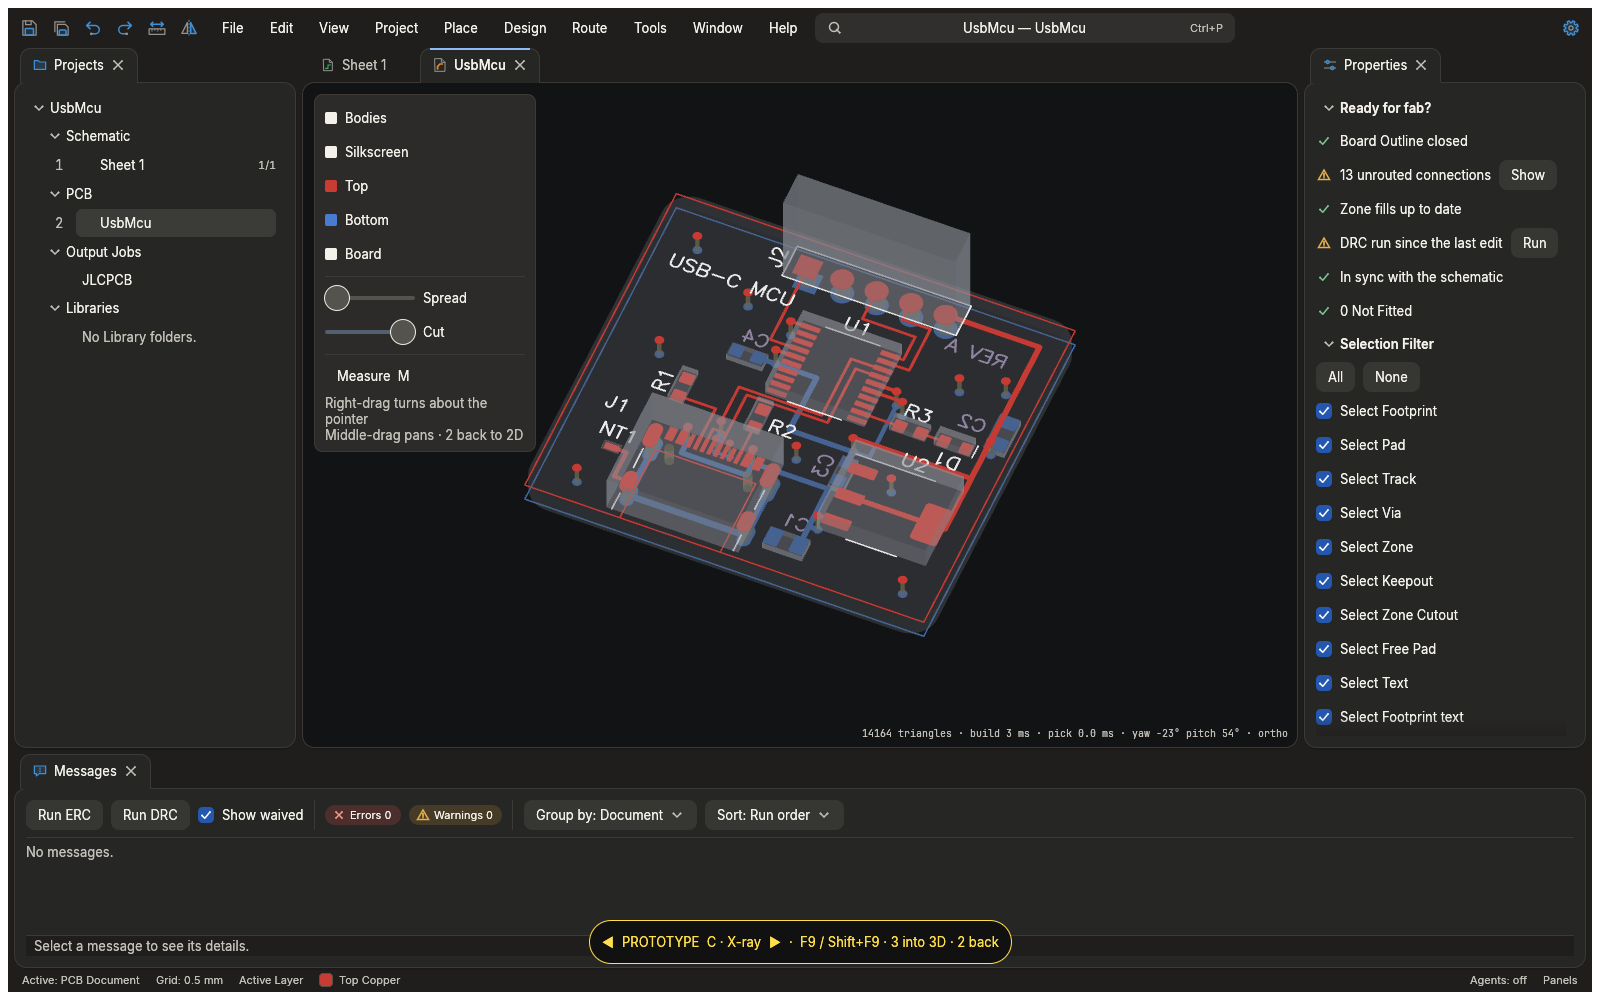 File Edit View Project Place Design Route Tools Window Help
UsbMcu — UsbMcu Ctrl+P
Projects
Sheet 1
UsbMcu
Properties
UsbMcu
Schematic
1 Sheet 1 1/1
PCB
2 UsbMcu
Output Jobs
JLCPCB
Libraries
No Library folders.
Bodies
Silkscreen
Top
Bottom
Board
Spread
Cut
Measure M
Right-drag turns about the
pointer
Middle-drag pans · 2 back to 2D
J2
USB-C MCU
U1
C4
REV A
R1
J1
R3
C2
NT1
R2
C3
U2
D1
C1
14164 triangles · build 3 ms · pick 0.0 ms · yaw -23° pitch 54° · ortho
Ready for fab?
Board Outline closed
13 unrouted connections Show
Zone fills up to date
DRC run since the last edit Run
In sync with the schematic
0 Not Fitted
Selection Filter
All None
Select Footprint
Select Pad
Select Track
Select Via
Select Zone
Select Keepout
Select Zone Cutout
Select Free Pad
Select Text
Select Footprint text
Messages
Run ERC Run DRC Show waived Errors 0 Warnings 0 Group by: Document Sort: Run order
No messages.
Select a message to see its details.
◀ PROTOTYPE C · X-ray ▶ · F9 / Shift+F9 · 3 into 3D · 2 back
Active: PCB Document Grid: 0.5 mm Active Layer Top Copper
Agents: off Panels